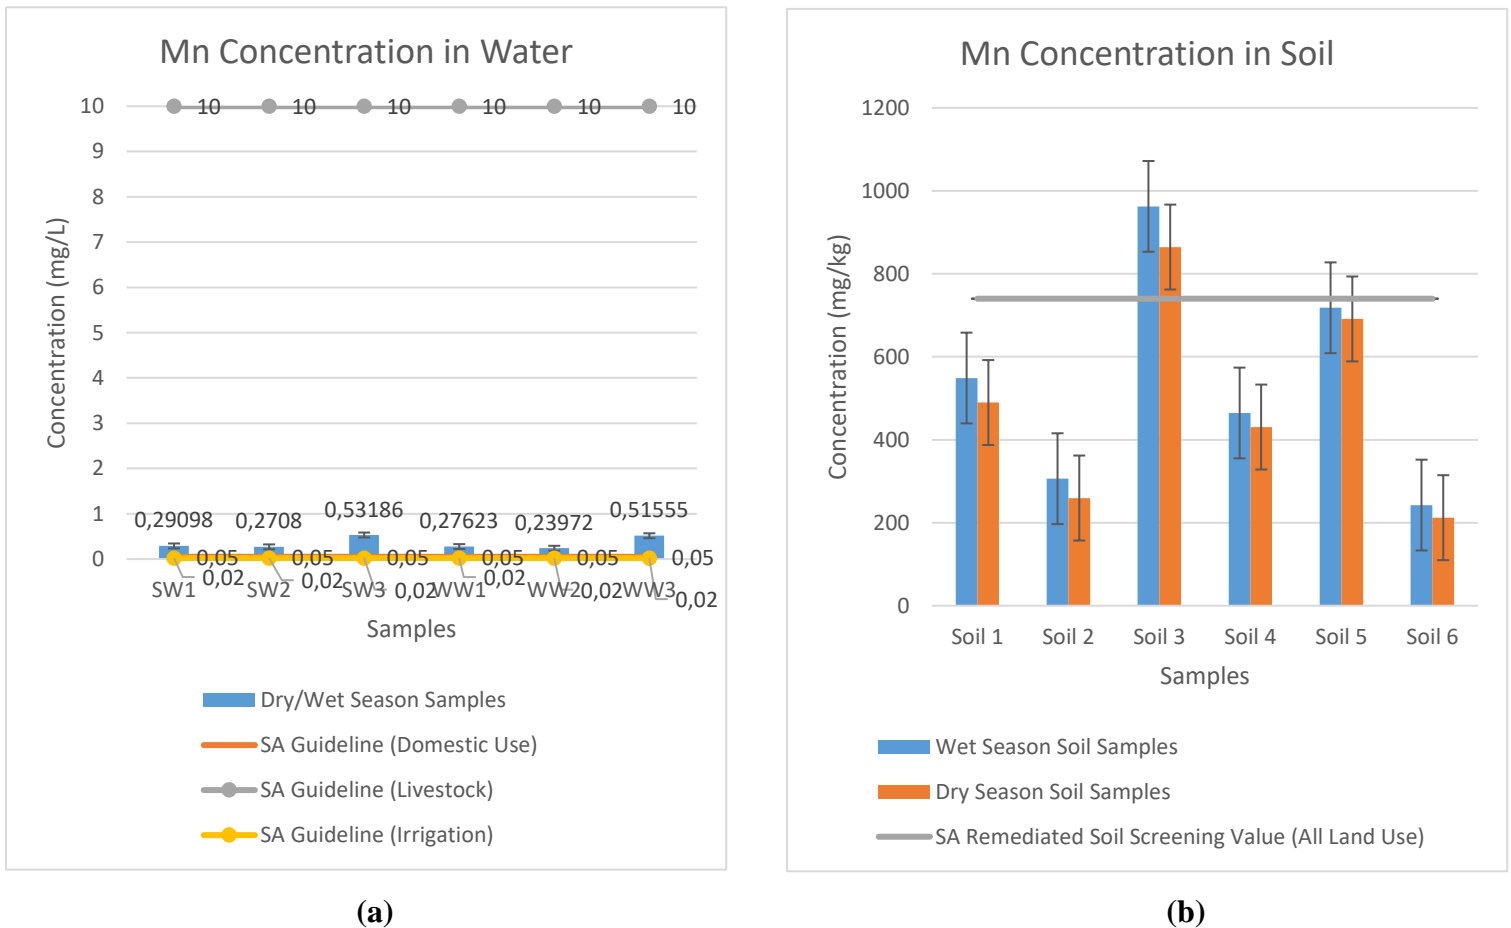 Mn Concentration in Water
10
9
8
7
6
5
4
3
2
1
0
Concentration (mg/L)
10 10 10 10 10 10
0,29098 0,2708 0,53186 0,27623 0,23972 0,51555
0,05 0,05 0,05 0,05 0,05 0,05
0,02 0,02 0,02 0,02 0,02 0,02
SW1 SW2 SW3 WW1 WW2 WW3
Samples
Dry/Wet Season Samples
SA Guideline (Domestic Use)
SA Guideline (Livestock)
SA Guideline (Irrigation)
(a)
Mn Concentration in Soil
1200
1000
800
600
400
200
0
Concentration (mg/kg)
Soil 1 Soil 2 Soil 3 Soil 4 Soil 5 Soil 6
Samples
Wet Season Soil Samples
Dry Season Soil Samples
SA Remediated Soil Screening Value (All Land Use)
(b)